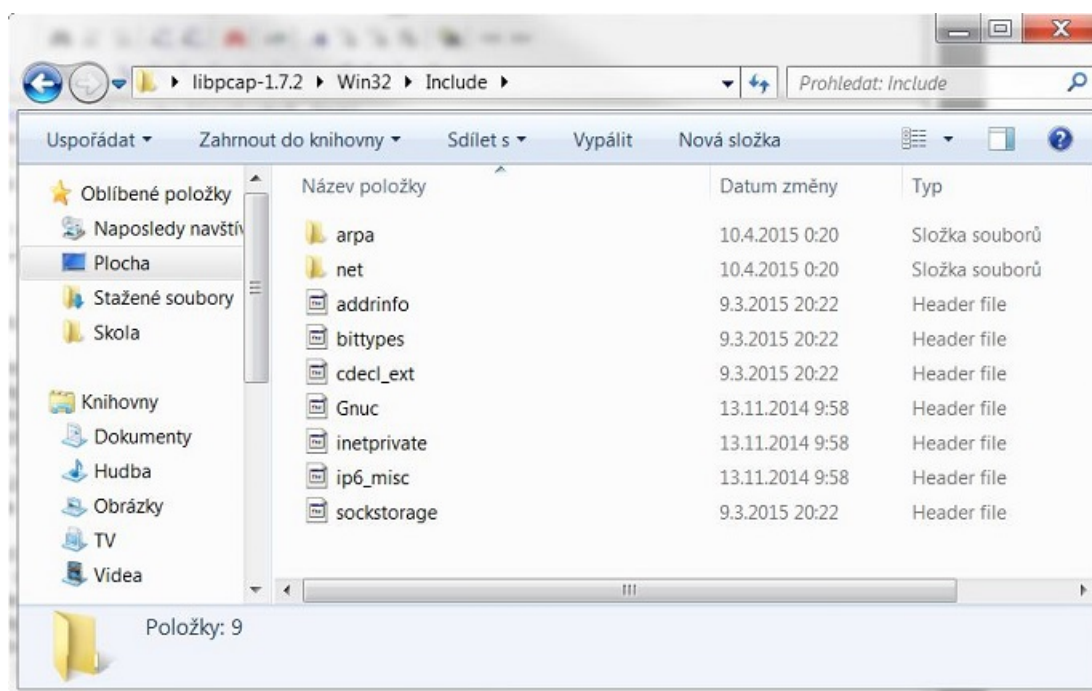 libpcap-1.7.2 Win32 Include
Prohledat: Include
Uspořádat Zahrnout do knihovny Sdílet s Vypálit Nová složka
Oblíbené položky
Naposledy navštív
Plocha
Stažené soubory
Skola
Knihovny
Dokumenty
Hudba
Obrázky
TV
Videa
Název položky Datum změny Typ
arpa 10.4.2015 0:20 Složka souborů
net 10.4.2015 0:20 Složka souborů
addrinfo 9.3.2015 20:22 Header file
bittypes 9.3.2015 20:22 Header file
cdecl_ext 9.3.2015 20:22 Header file
Gnuc 13.11.2014 9:58 Header file
inetprivate 13.11.2014 9:58 Header file
ip6_misc 13.11.2014 9:58 Header file
sockstorage 9.3.2015 20:22 Header file
Položky: 9